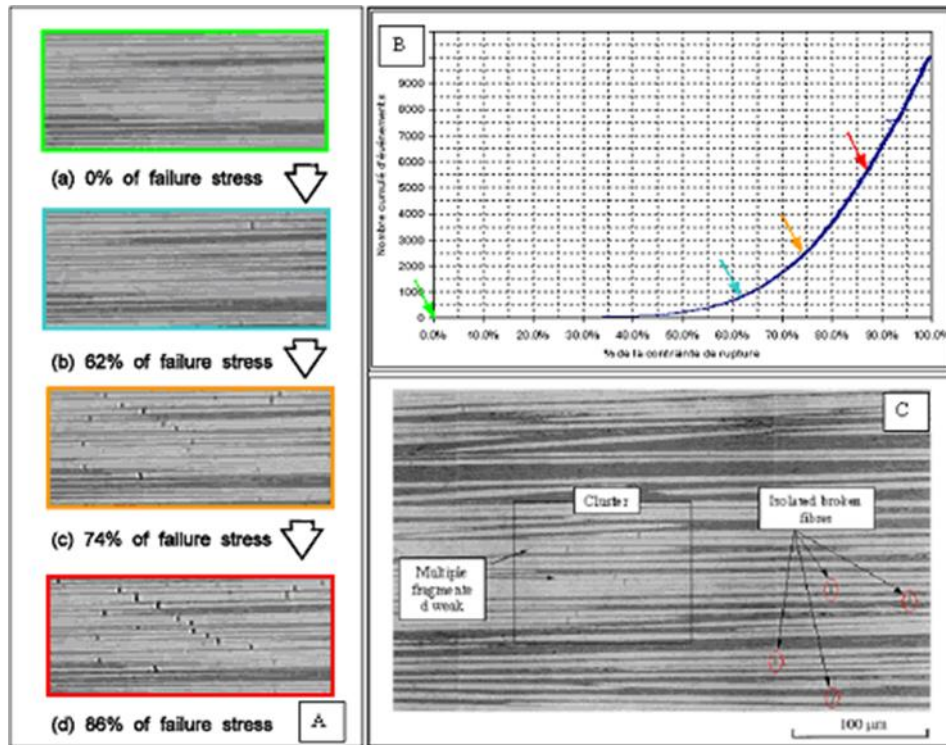 (a) 0% of failure stress
(b) 62% of failure stress
(c) 74% of failure stress
(d) 86% of failure stress
A
B
Nombre cumulé d'événements
9000
8000
7000
6000
5000
4000
3000
2000
1000
0
0.0%
10.0%
20.0%
30.0%
40.0%
50.0%
60.0%
70.0%
80.0%
90.0%
100.0%
% de la contrainte de rupture
C
Cluster
Isolated broken
fibres
Multiple
fragmente
d weak
100 µm